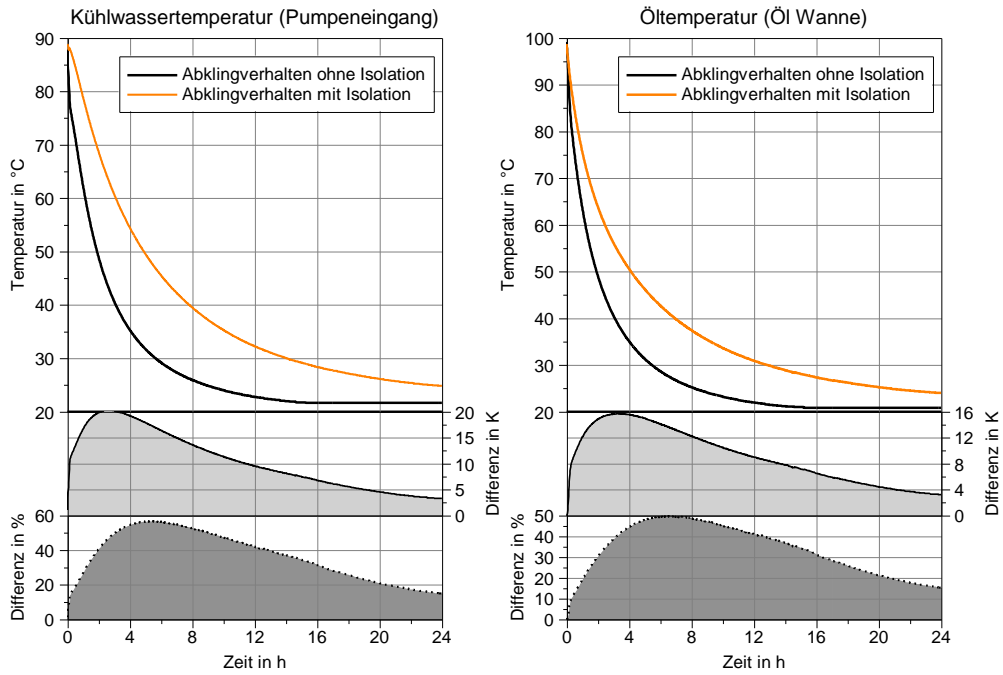 Kühlwassertemperatur (Pumpeneingang)
Abklingverhalten ohne Isolation
Abklingverhalten mit Isolation
Temperatur in °C
90
80
70
60
50
40
30
20
Differenz in K
20
15
10
5
0
Differenz in %
60
40
20
0
0 4 8 12 16 20 24
Zeit in h
Öltemperatur (Öl Wanne)
Abklingverhalten ohne Isolation
Abklingverhalten mit Isolation
Temperatur in °C
100
90
80
70
60
50
40
30
20
Differenz in K
16
12
8
4
0
Differenz in %
50
40
30
20
10
0
0 4 8 12 16 20 24
Zeit in h